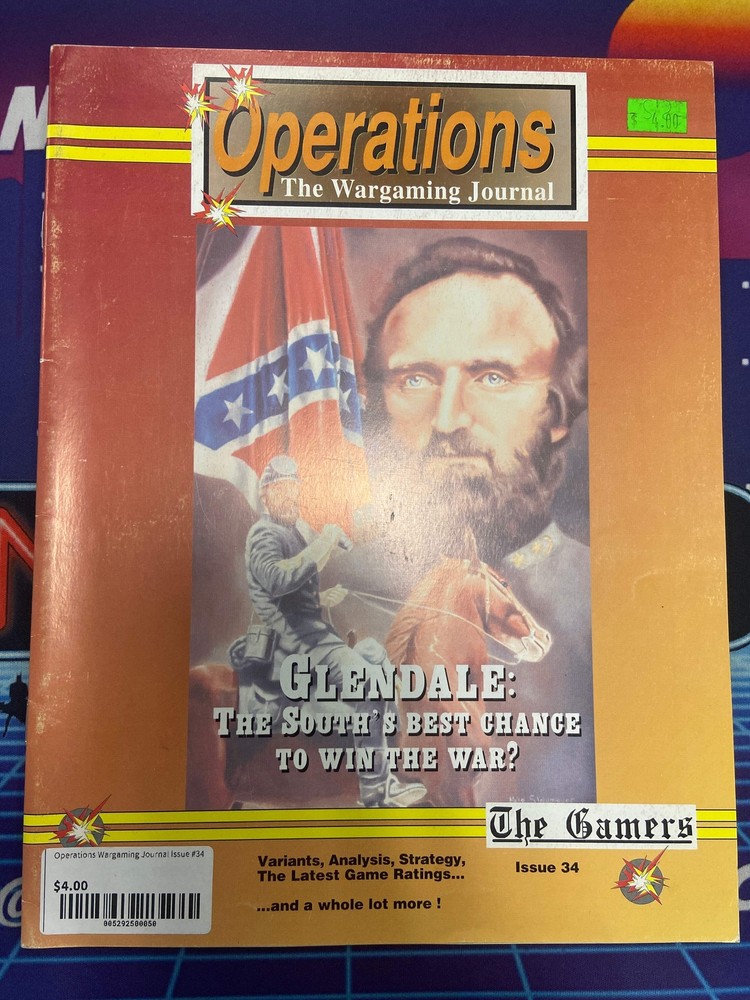 Operations
The Wargaming Journal
$ 4.00
GLENDALE:
THE SOUTH'S BEST CHANCE
TO WIN THE WAR?
The Gamers
Variants, Analysis, Strategy,
The Latest Game Ratings...
...and a whole lot more !
Issue 34
Operations Wargaming Journal Issue #34
$4.00
005292500050